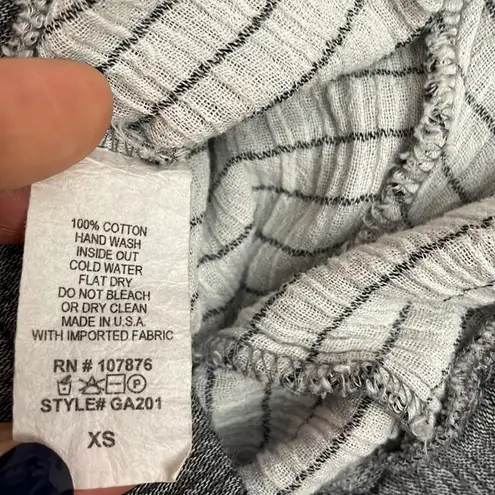 100% COTTON
HAND WASH
INSIDE OUT
COLD WATER
FLAT DRY
DO NOT BLEACH
OR DRY CLEAN
MADE IN U.S.A.
WITH IMPORTED FABRIC
RN # 107876
STYLE# GA201
XS